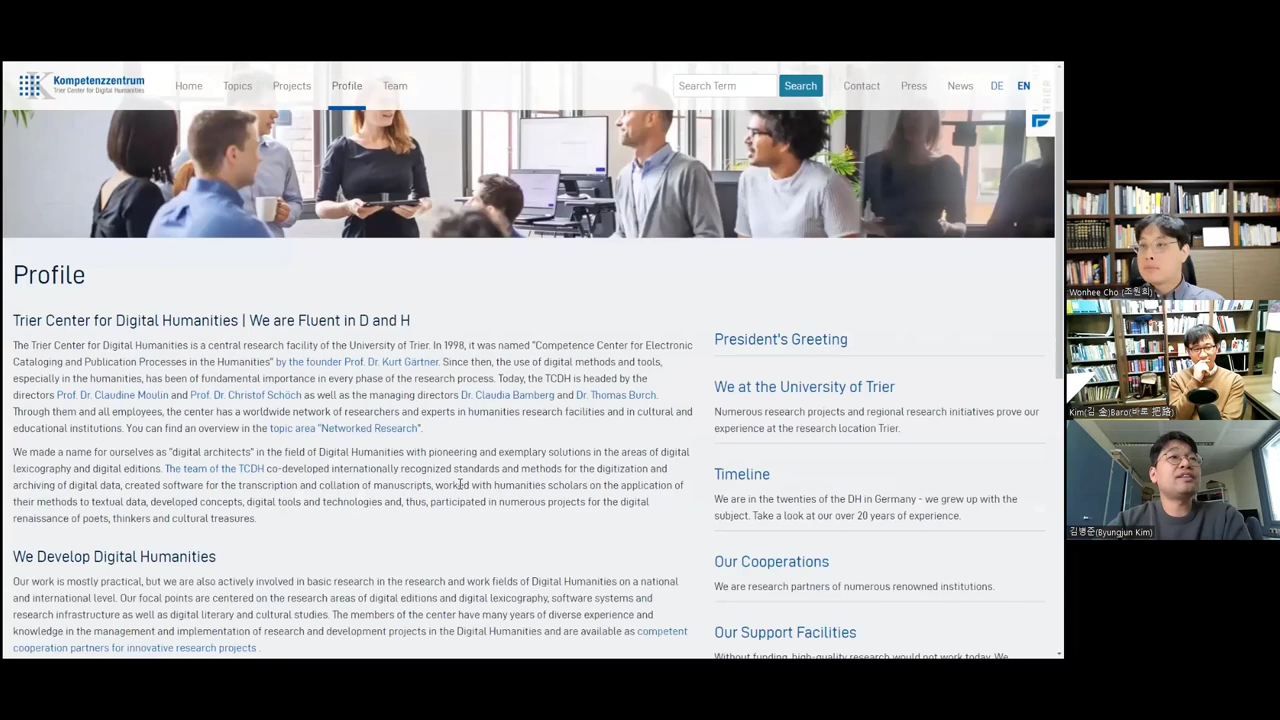 Kompetenzzentrum
Trier Center for Digital Humanities
Home Topics Projects Profile Team Search Term Search Contact Press News DE EN
TRIER
Profile
Trier Center for Digital Humanities | We are Fluent in D and H
The Trier Center for Digital Humanities is a central research facility of the University of Trier. In 1998, it was named "Competence Center for Electronic
Cataloging and Publication Processes in the Humanities" by the founder Prof. Dr. Kurt Gärtner. Since then, the use of digital methods and tools,
especially in the humanities, has been of fundamental importance in every phase of the research process. Today, the TCDH is headed by the
directors Prof. Dr. Claudine Moulin and Prof. Dr. Christof Schöch as well as the managing directors Dr. Claudia Bamberg and Dr. Thomas Burch.
Through them and all employees, the center has a worldwide network of researchers and experts in humanities research facilities and in cultural and
educational institutions. You can find an overview in the topic area "Networked Research".
We made a name for ourselves as "digital architects" in the field of Digital Humanities with pioneering and exemplary solutions in the areas of digital
lexicography and digital editions. The team of the TCDH co-developed internationally recognized standards and methods for the digitization and
archiving of digital data, created software for the transcription and collation of manuscripts, worked with humanities scholars on the application of
their methods to textual data, developed concepts, digital tools and technologies and, thus, participated in numerous projects for the digital
renaissance of poets, thinkers and cultural treasures.
We Develop Digital Humanities
Our work is mostly practical, but we are also actively involved in basic research in the research and work fields of Digital Humanities on a national
and international level. Our focal points are centered on the research areas of digital editions and digital lexicography, software systems and
research infrastructure as well as digital literary and cultural studies. The members of the center have many years of diverse experience and
knowledge in the management and implementation of research and development projects in the Digital Humanities and are available as competent
cooperation partners for innovative research projects .
President's Greeting
We at the University of Trier
Numerous research projects and regional research initiatives prove our
experience at the research location Trier.
Timeline
We are in the twenties of the DH in Germany - we grew up with the
subject. Take a look at our over 20 years of experience.
Our Cooperations
We are research partners of numerous renowned institutions.
Our Support Facilities
Without funding, high-quality research would not work today. We
Wonhee Cho (조원희)
Kim(김 金)Baro(바로 把路)
김병준(Byungjun Kim)